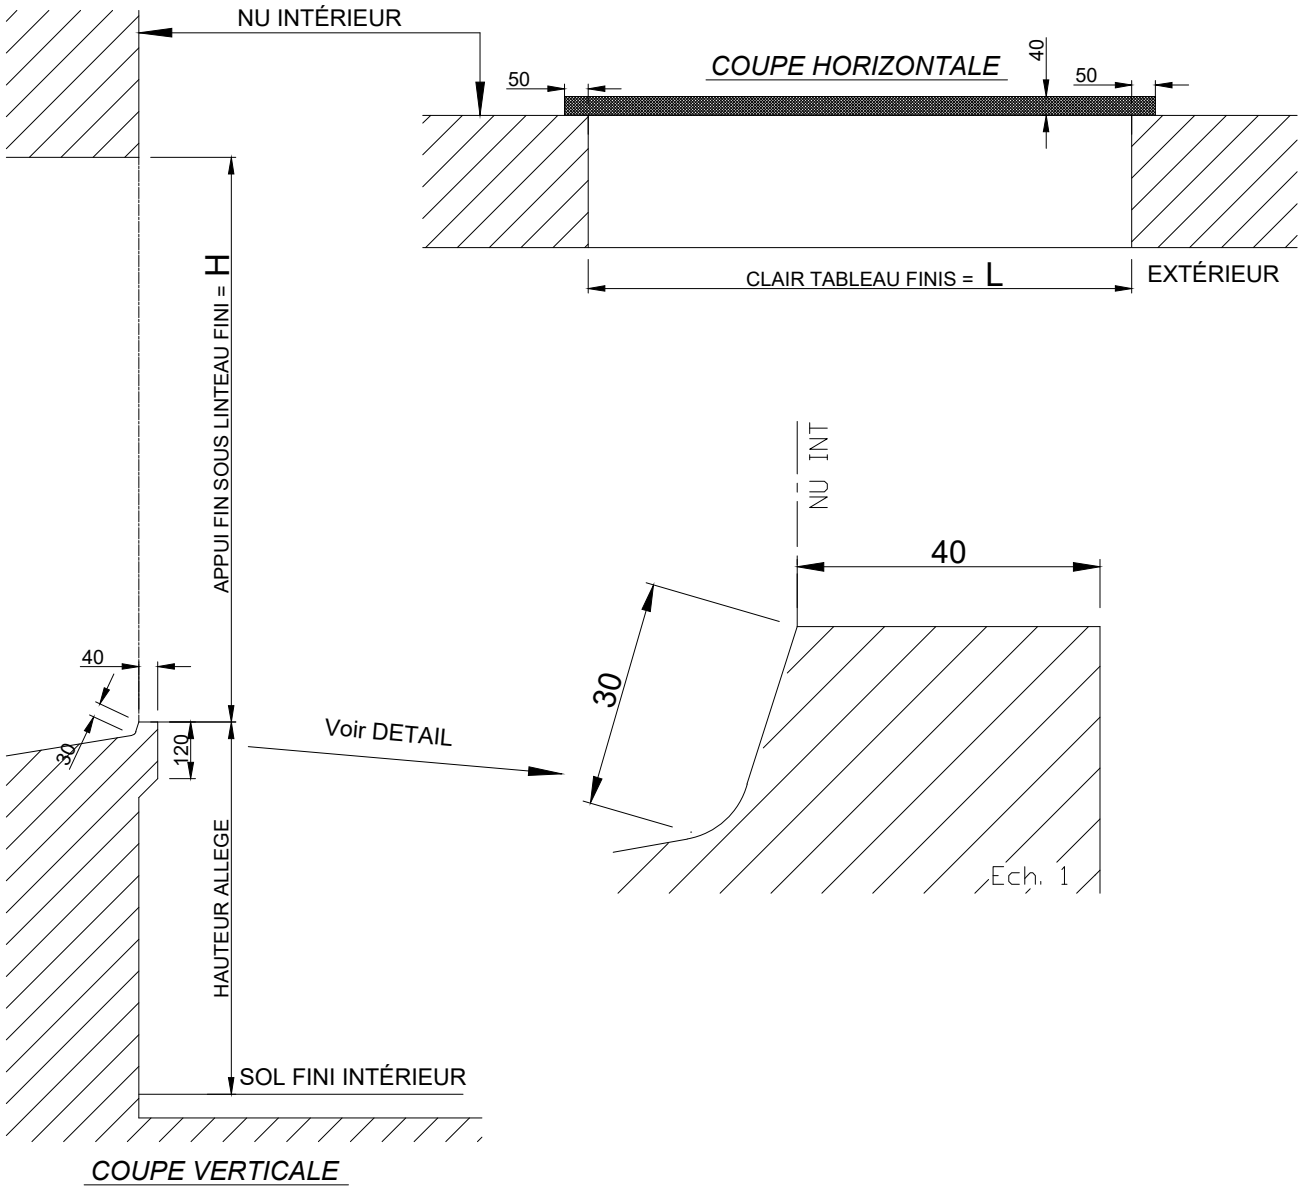 NU INTÉRIEUR
COUPE HORIZONTALE
50
40
50
CLAIR TABLEAU FINIS = L
EXTÉRIEUR
APPUI FIN SOUS LINTEAU FINI = H
NU INT
40
30
40
30
120
Voir DETAIL
Ech. 1
HAUTEUR ALLEGE
SOL FINI INTÉRIEUR
COUPE VERTICALE